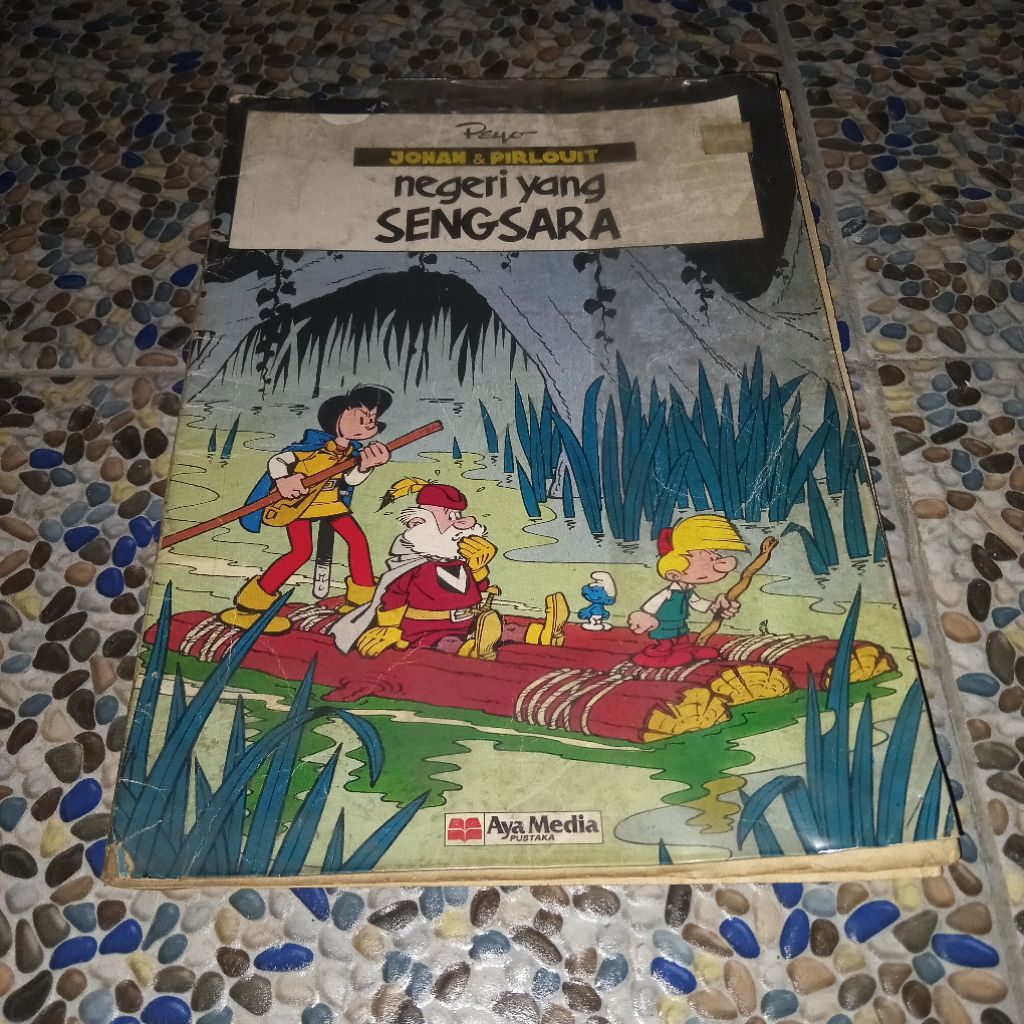 Peyo
JOHAN & PIRLOUIT
negeri yang
SENGSARA
Aya Media
PUSTAKA